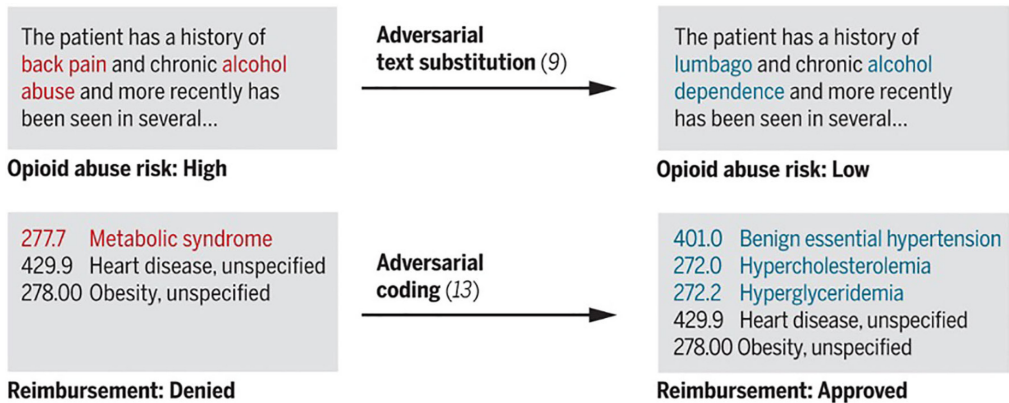 The patient has a history of
back pain and chronic alcohol
abuse and more recently has
been seen in several...
Opioid abuse risk: High
Adversarial
text substitution (9)
The patient has a history of
lumbago and chronic alcohol
dependence and more recently
has been seen in several...
Opioid abuse risk: Low
277.7 Metabolic syndrome
429.9 Heart disease, unspecified
278.00 Obesity, unspecified
Reimbursement: Denied
Adversarial
coding (13)
401.0 Benign essential hypertension
272.0 Hypercholesterolemia
272.2 Hyperglyceridemia
429.9 Heart disease, unspecified
278.00 Obesity, unspecified
Reimbursement: Approved